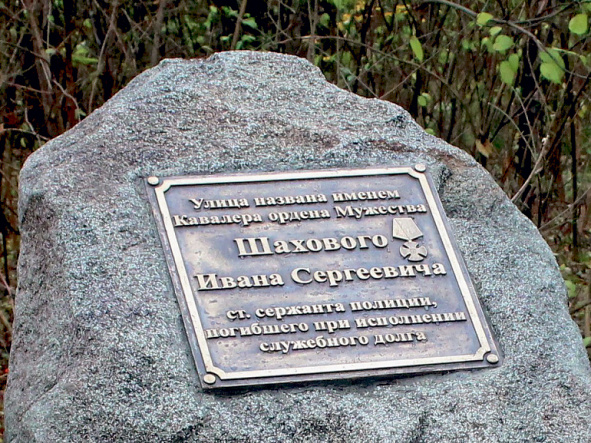 Улица названа именем
Кавалера ордена Мужества
Шахового
Ивана Сергеевича
ст. сержанта полиции,
погибшего при исполнении
служебного долга